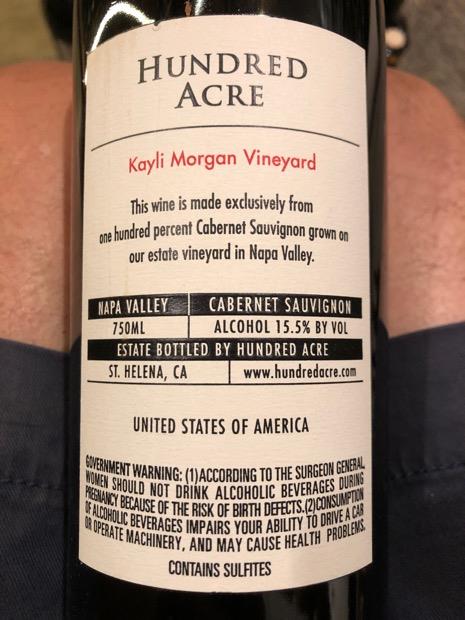 HUNDRED
ACRE
Kayli Morgan Vineyard
This wine is made exclusively from
one hundred percent Cabernet Sauvignon grown on
our estate vineyard in Napa Valley.
NAPA VALLEY CABERNET SAUVIGNON
750ML ALCOHOL 15.5% BY VOL
ESTATE BOTTLED BY HUNDRED ACRE
ST. HELENA, CA www.hundredacre.com
UNITED STATES OF AMERICA
GOVERNMENT WARNING: (1)ACCORDING TO THE SURGEON GENERAL,
WOMEN SHOULD NOT DRINK ALCOHOLIC BEVERAGES DURING
PREGNANCY BECAUSE OF THE RISK OF BIRTH DEFECTS.(2)CONSUMPTION
OF ALCOHOLIC BEVERAGES IMPAIRS YOUR ABILITY TO DRIVE A CAR
OR OPERATE MACHINERY, AND MAY CAUSE HEALTH PROBLEMS.
CONTAINS SULFITES